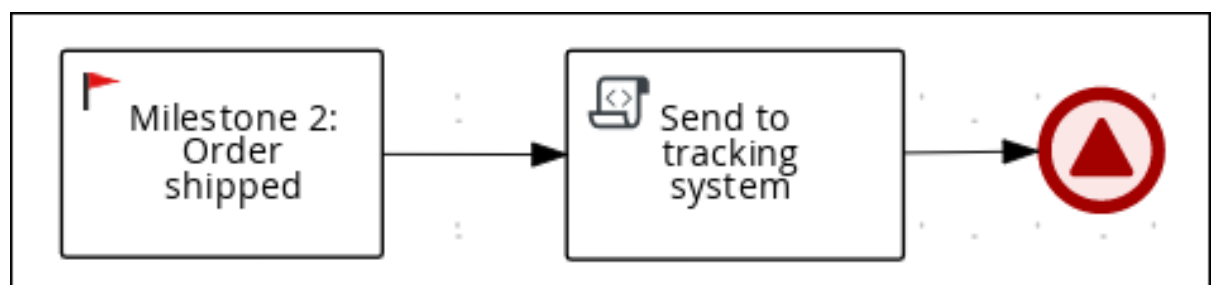 Milestone 2:
Order
shipped
Send to
tracking
system